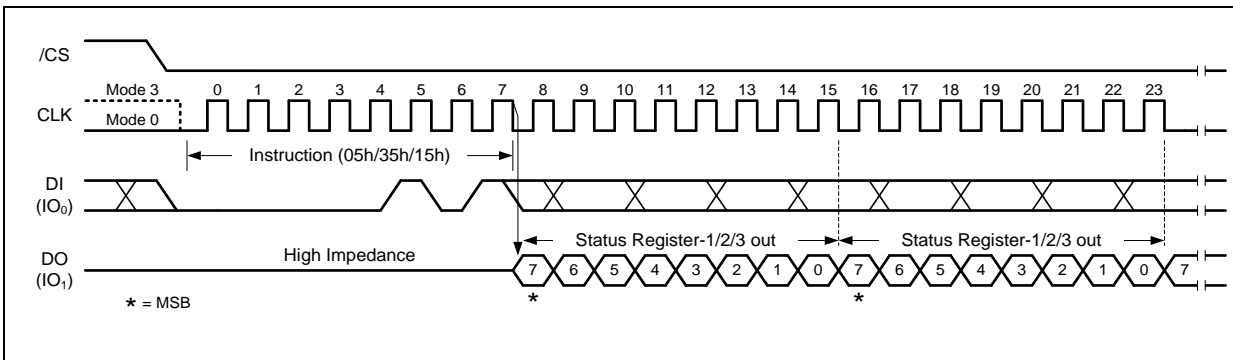 /CS
Mode 3
0 1 2 3 4 5 6 7 8 9 10 11 12 13 14 15 16 17 18 19 20 21 22 23
CLK
Mode 0
Instruction (05h/35h/15h)
DI
(IO₀)
Status Register-1/2/3 out Status Register-1/2/3 out
High Impedance
DO
(IO₁)
7 6 5 4 3 2 1 0 7 6 5 4 3 2 1 0 7
* *
* = MSB